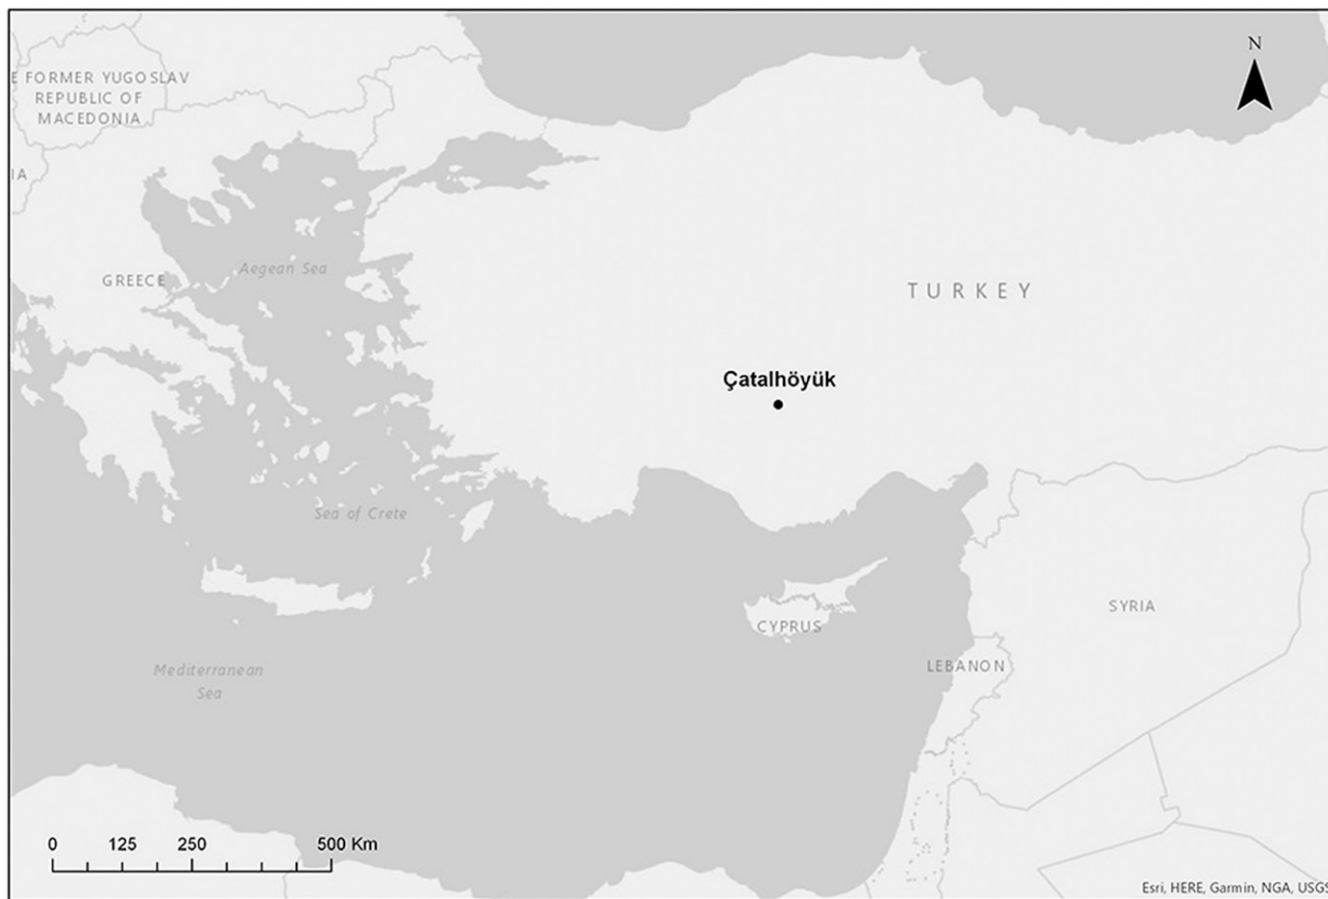 N
E FORMER YUGOSLAV
REPUBLIC OF
MACEDONIA
IA
Aegean Sea
GREECE
TURKEY
Çatalhöyük
Sea of Crete
SYRIA
CYPRUS
LEBANON
Mediterranean
Sea
0 125 250 500 Km
Esri, HERE, Garmin, NGA, USGS